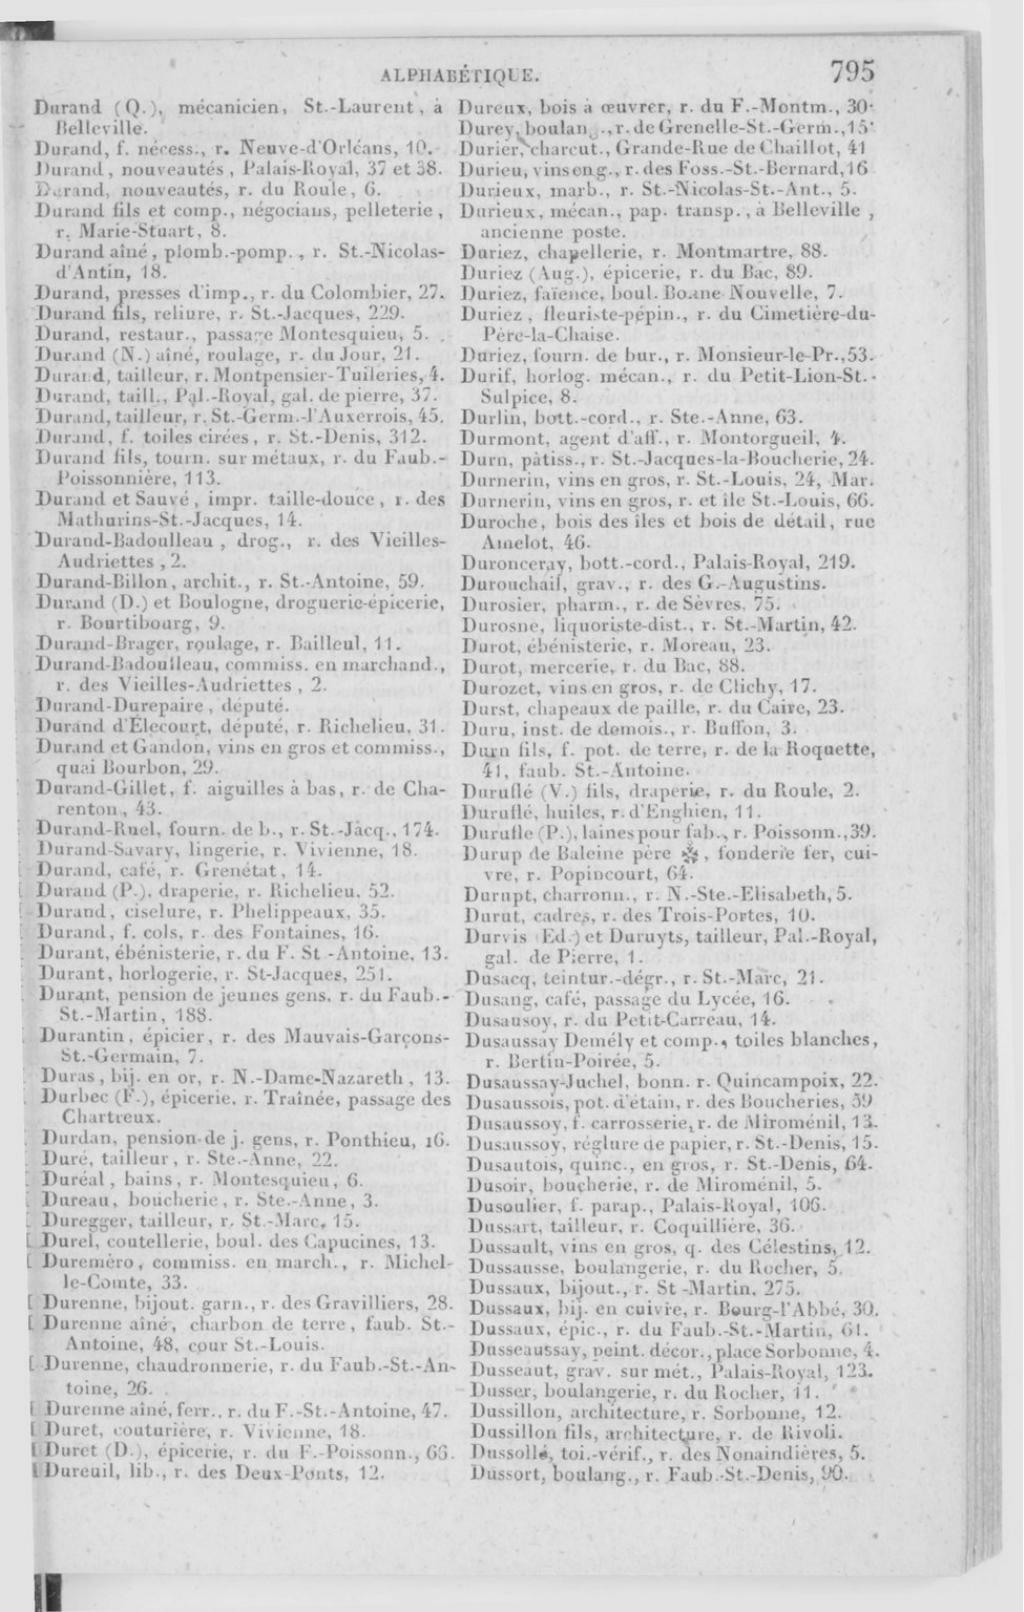 ALPHABÉTIQUE.
795
Durand (Q.), mécanicien, St.-Laurent, à
Belleville.
Durand, f. nécess., r. Neuve-d'Orléans, 10.
Durand, nouveautés, Palais-Royal, 37 et 38.
Durand, nouveautés, r. du Roule, 6.
Durand fils et comp., négocians, pelleterie,
r. Marie-Stuart, 8.
Durand aîné, plomb.-pomp., r. St.-Nicolas-
d'Antin, 18.
Durand, presses d'imp., r. du Colombier, 27.
Durand fils, reliure, r. St.-Jacques, 229.
Durand, restaur., passage Montesquieu, 5.
Durand (N.) aîné, roulage, r. du Jour, 21.
Durand, tailleur, r. Montpensier-Tuileries, 4.
Durand, taill., Pal.-Royal, gal. de pierre, 37.
Durand, tailleur, r. St.-Germ.-l'Auxerrois, 45.
Durand, f. toiles cirées, r. St.-Denis, 312.
Durand fils, tourn. sur métaux, r. du Faub.-
Poissonnière, 113.
Durand et Sauvé, impr. taille-douce, r. des
Mathurins-St.-Jacques, 14.
Durand-Badoulleau, drog., r. des Vieilles-
Audriettes, 2.
Durand-Billon, archit., r. St.-Antoine, 59.
Durand (D.) et Boulogne, droguerie-épicerie,
r. Bourtibourg, 9.
Durand-Brager, roulage, r. Bailleul, 11.
Durand-Badoulleau, commiss. en marchand.,
r. des Vieilles-Audriettes, 2.
Durand-Durepaire, député.
Durand d'Élecourt, député, r. Richelieu, 31.
Durand et Gandon, vins en gros et commiss.,
quai Bourbon, 29.
Durand-Gillet, f. aiguilles à bas, r. de Cha-
renton, 43.
Durand-Ruel, fourn. de b., r. St.-Jacq., 174.
Durand-Savary, lingerie, r. Vivienne, 18.
Durand, café, r. Grenétat, 14.
Durand (P.), draperie, r. Richelieu, 52.
Durand, ciselure, r. Phelippeaux, 35.
Durand, f. cols, r. des Fontaines, 16.
Durant, ébénisterie, r. du F. St.-Antoine, 13.
Durant, horlogerie, r. St-Jacques, 251.
Durant, pension de jeunes gens, r. du Faub.-
St.-Martin, 188.
Durantin, épicier, r. des Mauvais-Garçons-
St.-Germain, 7.
Duras, bij. en or, r. N.-Dame-Nazareth, 13.
Durbec (F.), épicerie, r. Traînée, passage des
Chartreux.
Durdan, pension de j. gens, r. Ponthieu, 16.
Duré, tailleur, r. Ste.-Anne, 22.
Duréal, bains, r. Montesquieu, 6.
Dureau, boucherie, r. Ste.-Anne, 3.
Duregger, tailleur, r. St.-Marc, 15.
Durel, coutellerie, boul. des Capucines, 13.
Dureméro, commiss. en march., r. Michel-
le-Comte, 33.
Durenne, bijout. garn., r. des Gravilliers, 28.
Durenne aîné, charbon de terre, faub. St.-
Antoine, 48, cour St.-Louis.
Durenne, chaudronnerie, r. du Faub.-St.-An-
toine, 26.
Durenne aîné, ferr., r. du F.-St.-Antoine, 47.
Duret, couturière, r. Vivienne, 18.
Duret (D.), épicerie, r. du F.-Poissonn., 66.
Dureuil, lib., r. des Deux-Ponts, 12.
Dureux, bois à œuvrer, r. du F.-Montm., 30.
Durey, boulang., r. de Grenelle-St.-Germ., 15
Durier, charcut., Grande-Rue de Chaillot, 41
Durieu, vins en g., r. des Foss.-St.-Bernard, 16
Durieux, marb., r. St.-Nicolas-St.-Ant., 5.
Durieux, mécan., pap. transp., à Belleville,
ancienne poste.
Duriez, chapellerie, r. Montmartre, 88.
Duriez (Aug.), épicerie, r. du Bac, 89.
Duriez, faïence, boul. Bonne Nouvelle, 7.
Duriez, fleuriste-pépin., r. du Cimetière-du-
Père-la-Chaise.
Duriez, fourn. de bur., r. Monsieur-le-Pr., 53.
Durif, horlog. mécan., r. du Petit-Lion-St.-
Sulpice, 8.
Durlin, bott.-cord., r. Ste.-Anne, 63.
Durmont, agent d'aff., r. Montorgueil, 4.
Durn, pâtiss., r. St.-Jacques-la-Boucherie, 24.
Durnerin, vins en gros, r. St.-Louis, 24, Mar.
Durnerin, vins en gros, r. et île St.-Louis, 66.
Duroche, bois des îles et bois de détail, rue
Amelot, 46.
Duronceray, bott.-cord., Palais-Royal, 219.
Durouchail, grav., r. des G.-Augustins.
Durosier, pharm., r. de Sèvres, 75.
Durosne, liquoriste-dist., r. St.-Martin, 42.
Durot, ébénisterie, r. Moreau, 23.
Durot, mercerie, r. du Bac, 88.
Durozet, vins en gros, r. de Clichy, 17.
Durst, chapeaux de paille, r. du Caire, 23.
Duru, inst. de demois., r. Buffon, 3.
Duru fils, f. pot. de terre, r. de la Roquette,
41, faub. St.-Antoine.
Duruflé (V.) fils, draperie, r. du Roule, 2.
Duruflé, huiles, r. d'Enghien, 11.
Durufle (P.), laines pour fab., r. Poissonn., 39.
Durup de Baleine père ✻, fonderie fer, cui-
vre, r. Popincourt, 64.
Durupt, charronn., r. N.-Ste.-Elisabeth, 5.
Durut, cadres, r. des Trois-Portes, 10.
Durvis (Ed.) et Duruyts, tailleur, Pal.-Royal,
gal. de Pierre, 1.
Dusacq, teintur.-dégr., r. St.-Marc, 21.
Dusang, café, passage du Lycée, 16.
Dusausoy, r. du Petit-Carreau, 14.
Dusaussay Demély et comp., toiles blanches,
r. Bertin-Poirée, 5.
Dusaussay-Juchel, bonn. r. Quincampoix, 22.
Dusaussois, pot. d'étain, r. des Boucheries, 59
Dusaussoy, f. carrosserie, r. de Miroménil, 13.
Dusaussoy, réglure de papier, r. St.-Denis, 15.
Dusautois, quinc., en gros, r. St.-Denis, 64.
Dusoir, boucherie, r. de Miroménil, 5.
Dusoulier, f. parap., Palais-Royal, 106.
Dussart, tailleur, r. Coquillière, 36.
Dussault, vins en gros, q. des Célestins, 12.
Dussausse, boulangerie, r. du Rocher, 5.
Dussaux, bijout., r. St-Martin, 275.
Dussaux, bij. en cuivre, r. Bourg-l'Abbé, 30.
Dussaux, épic., r. du Faub.-St.-Martin, 61.
Dusseaussay, peint. décor., place Sorbonne, 4.
Dusseaut, grav. sur mét., Palais-Royal, 123.
Dusser, boulangerie, r. du Rocher, 11.
Dussillon, architecture, r. Sorbonne, 12.
Dussillon fils, architecture, r. de Rivoli.
Dussolle, toi.-vérif., r. des Nonaindières, 5.
Dussort, boulang., r. Faub.-St.-Denis, 90.